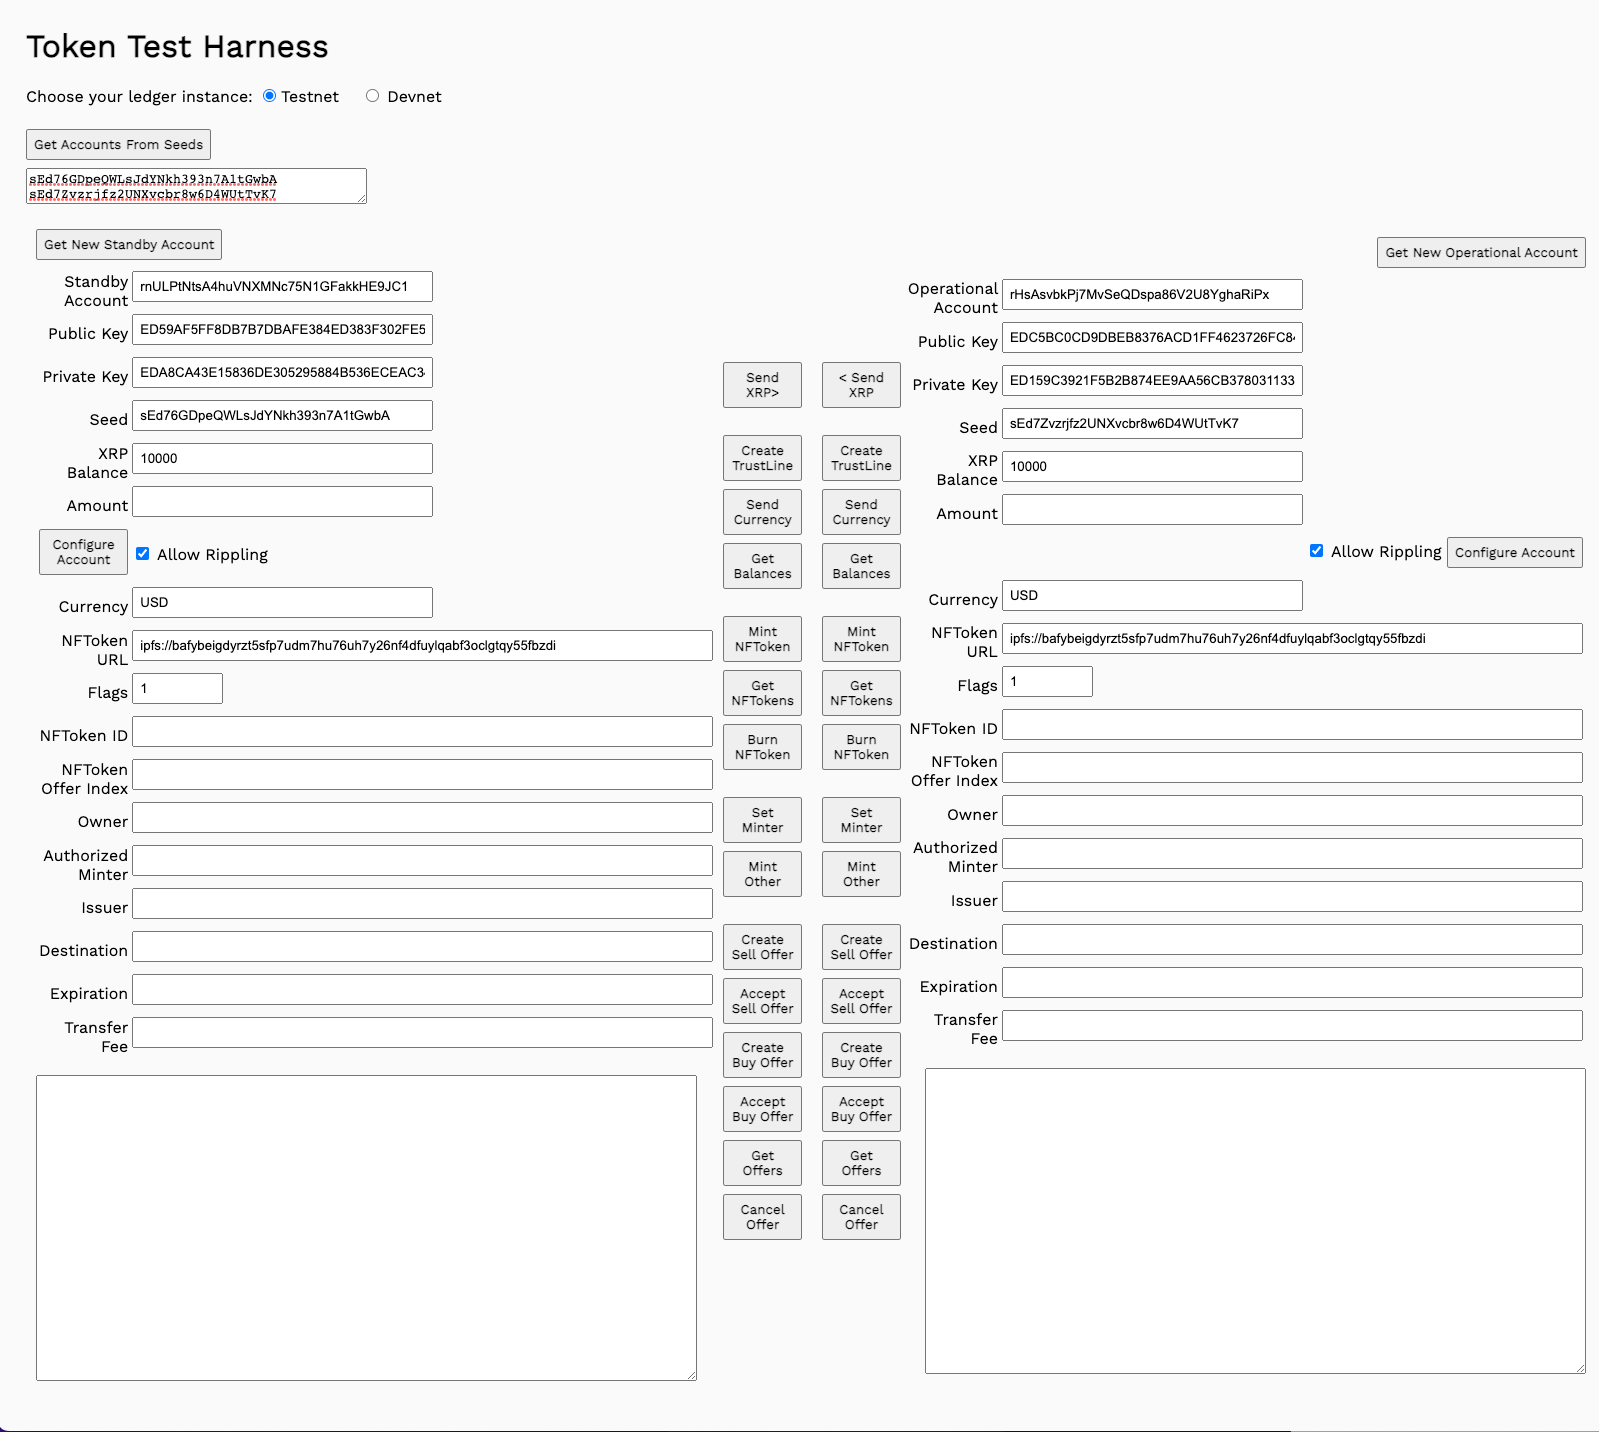 Token Test Harness
Choose your ledger instance: Testnet Devnet
Get Accounts From Seeds
sEd76GDpeQWLsJdYNkh393n7A1tGwbA
sEd7Zvzrjfz2UNXvcbr8w6D4WUtTvK7
Get New Standby Account
Standby
Account
rnULPtNtsA4huVNXMNc75N1GFakkHE9JC1
Public Key
ED59AF5FF8DB7B7DBAFE384ED383F302FE5
Private Key
EDA8CA43E15836DE305295884B536ECEAC3
Seed
sEd76GDpeQWLsJdYNkh393n7A1tGwbA
XRP
Balance
10000
Amount
Configure
Account
Allow Rippling
Currency
USD
NFToken
URL
ipfs://bafybeigdyrzt5sfp7udm7hu76uh7y26nf4dfuylqabf3oclgtqy55fbzdi
Flags
1
NFToken ID
NFToken
Offer Index
Owner
Authorized
Minter
Issuer
Destination
Expiration
Transfer
Fee
Send
XRP>
Create
TrustLine
Send
Currency
Get
Balances
Mint
NFToken
Get
NFTokens
Burn
NFToken
Set
Minter
Mint
Other
Create
Sell Offer
Accept
Sell Offer
Create
Buy Offer
Accept
Buy Offer
Get
Offers
Cancel
Offer
< Send
XRP
Create
TrustLine
Send
Currency
Get
Balances
Mint
NFToken
Get
NFTokens
Burn
NFToken
Set
Minter
Mint
Other
Create
Sell Offer
Accept
Sell Offer
Create
Buy Offer
Accept
Buy Offer
Get
Offers
Cancel
Offer
Get New Operational Account
Operational
Account
rHsAsvbkPj7MvSeQDspa86V2U8YghaRiPx
Public Key
EDC5BC0CD9DBEB8376ACD1FF4623726FC8
Private Key
ED159C3921F5B2B874EE9AA56CB378031133
Seed
sEd7Zvzrjfz2UNXvcbr8w6D4WUtTvK7
XRP
Balance
10000
Amount
Allow Rippling
Configure Account
Currency
USD
NFToken
URL
ipfs://bafybeigdyrzt5sfp7udm7hu76uh7y26nf4dfuylqabf3oclgtqy55fbzdi
Flags
1
NFToken ID
NFToken
Offer Index
Owner
Authorized
Minter
Issuer
Destination
Expiration
Transfer
Fee